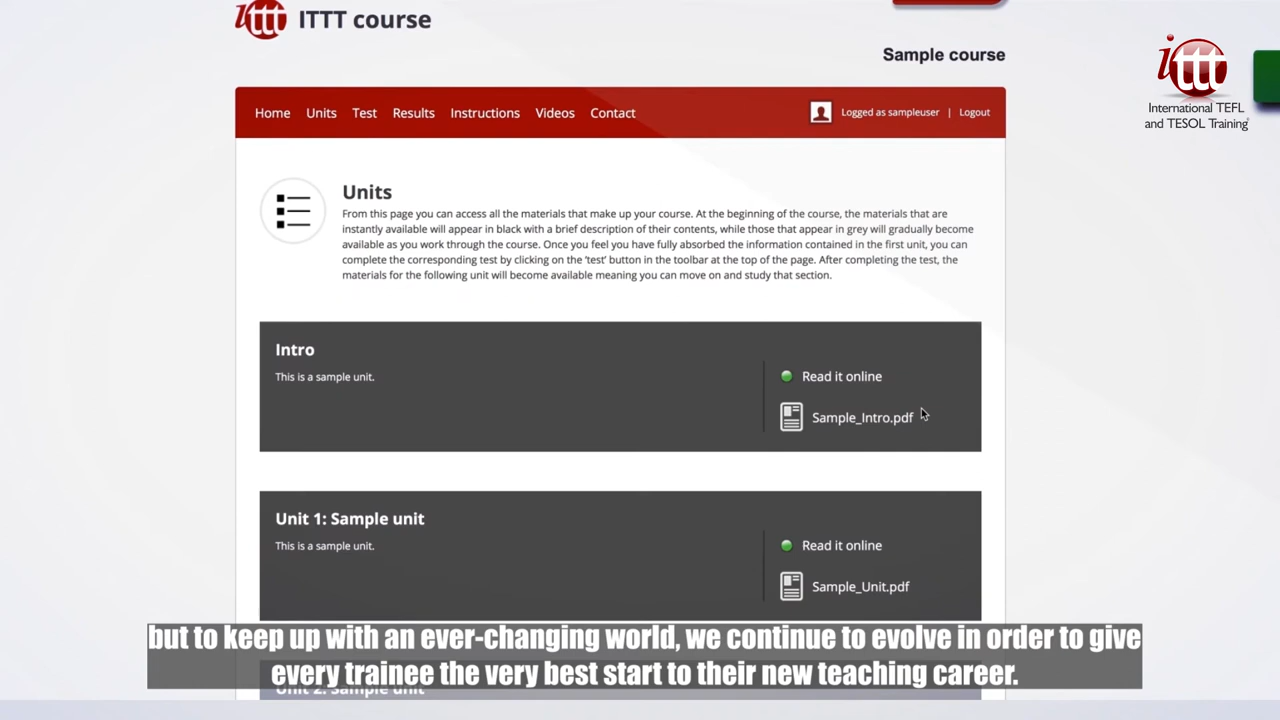 ittt
ITTT course
Sample course
ittt
International TEFL
and TESOL Training
Home Units Test Results Instructions Videos Contact
Logged as sampleuser | Logout
Units
From this page you can access all the materials that make up your course. At the beginning of the course, the materials that are
instantly available will appear in black with a brief description of their contents, while those that appear in grey will gradually become
available as you work through the course. Once you feel you have fully absorbed the information contained in the first unit, you can
complete the corresponding test by clicking on the 'test' button in the toolbar at the top of the page. After completing the test, the
materials for the following unit will become available meaning you can move on and study that section.
Intro
This is a sample unit.
Read it online
Sample_Intro.pdf
Unit 1: Sample unit
This is a sample unit.
Read it online
Sample_Unit.pdf
but to keep up with an ever-changing world, we continue to evolve in order to give
every trainee the very best start to their new teaching career.
Unit 2: Sample unit